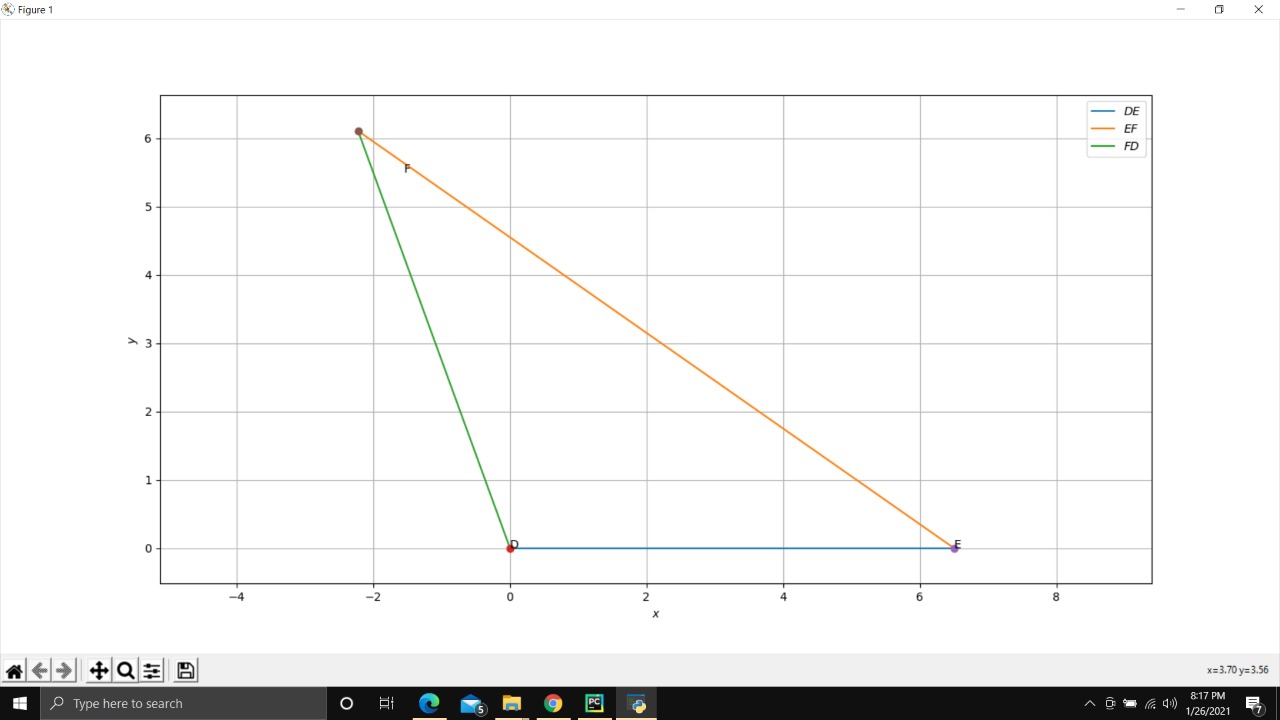 Figure 1
DE
EF
FD
6
F
5
4
y
3
2
1
D
E
0
−4
−2
0
2
4
6
8
x
x=3.70 y=3.56
Type here to search
5
PC
8:17 PM
1/26/2021
7